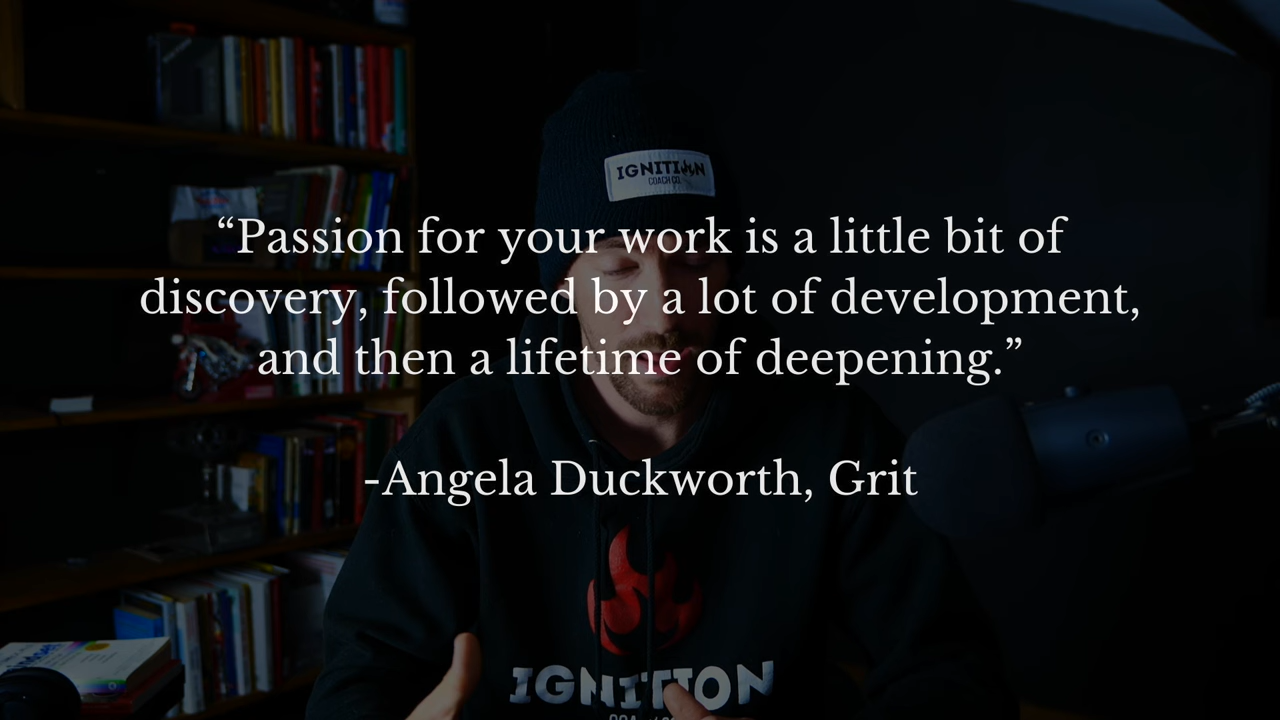 IGNITION
COACH CO.
“Passion for your work is a little bit of
discovery, followed by a lot of development,
and then a lifetime of deepening.”
-Angela Duckworth, Grit
IGNITION